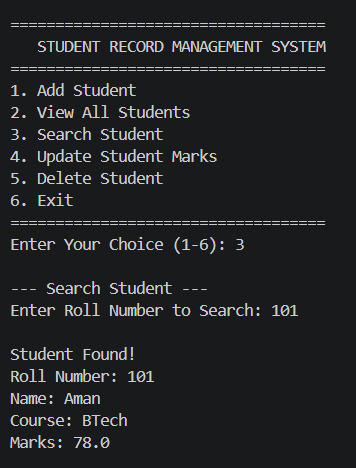 ===================================
STUDENT RECORD MANAGEMENT SYSTEM
===================================
1. Add Student
2. View All Students
3. Search Student
4. Update Student Marks
5. Delete Student
6. Exit
===================================
Enter Your Choice (1-6): 3
--- Search Student ---
Enter Roll Number to Search: 101
Student Found!
Roll Number: 101
Name: Aman
Course: BTech
Marks: 78.0